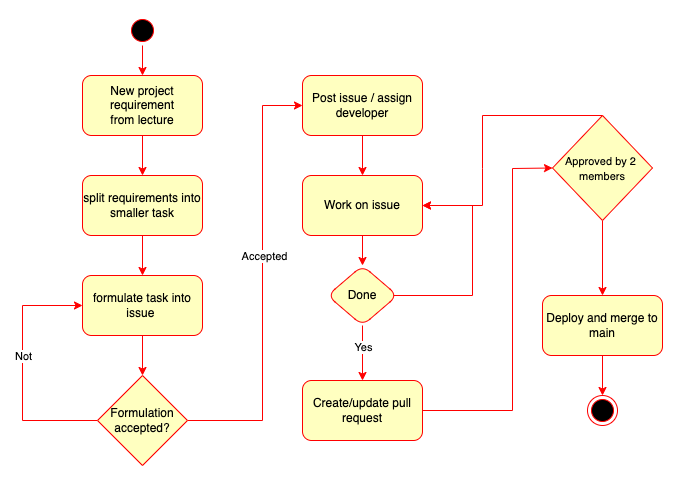 New project
requirement
from lecture
split requirements into
smaller task
formulate task into
issue
Not
Formulation
accepted?
Accepted
Post issue / assign
developer
Work on issue
Done
Yes
Create/update pull
request
Approved by 2
members
Deploy and merge to
main